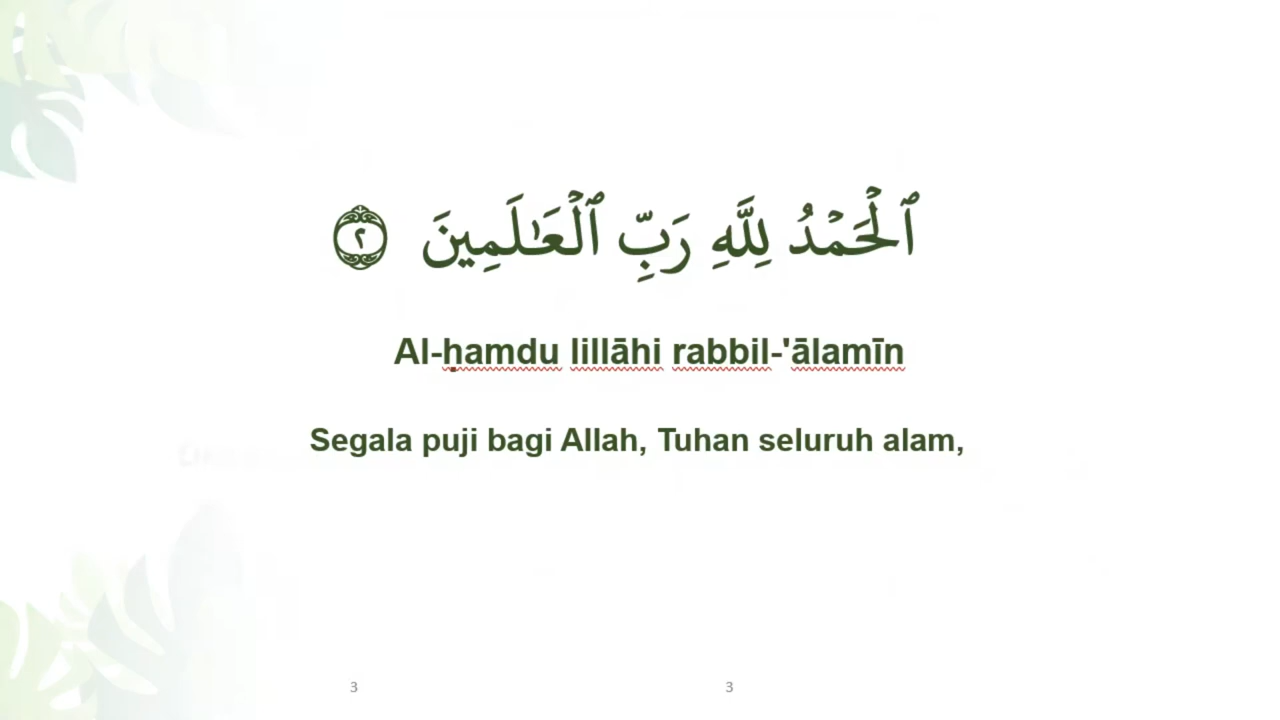 ٱلْحَمْدُ لِلَّهِ رَبِّ ٱلْعَـٰلَمِينَ ٢
Al-ḥamdu lillāhi rabbil-'ālamīn
Segala puji bagi Allah, Tuhan seluruh alam,
3 3